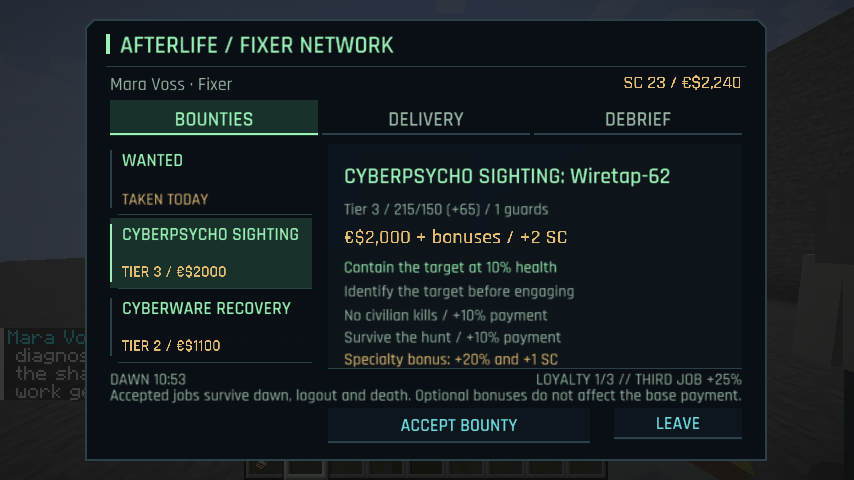 AFTERLIFE / FIXER NETWORK
Mara Voss · Fixer
SC 23 / €$2,240
BOUNTIES
DELIVERY
DEBRIEF
WANTED
TAKEN TODAY
CYBERPSYCHO SIGHTING
TIER 3 / €$2000
CYBERWARE RECOVERY
TIER 2 / €$1100
CYBERPSYCHO SIGHTING: Wiretap-62
Tier 3 / 215/150 (+65) / 1 guards
€$2,000 + bonuses / +2 SC
Contain the target at 10% health
Identify the target before engaging
No civilian kills / +10% payment
Survive the hunt / +10% payment
Specialty bonus: +20% and +1 SC
DAWN 10:53
LOYALTY 1/3 // THIRD JOB +25%
Accepted jobs survive dawn, logout and death. Optional bonuses do not affect the base payment.
ACCEPT BOUNTY
LEAVE
Mara
the
work